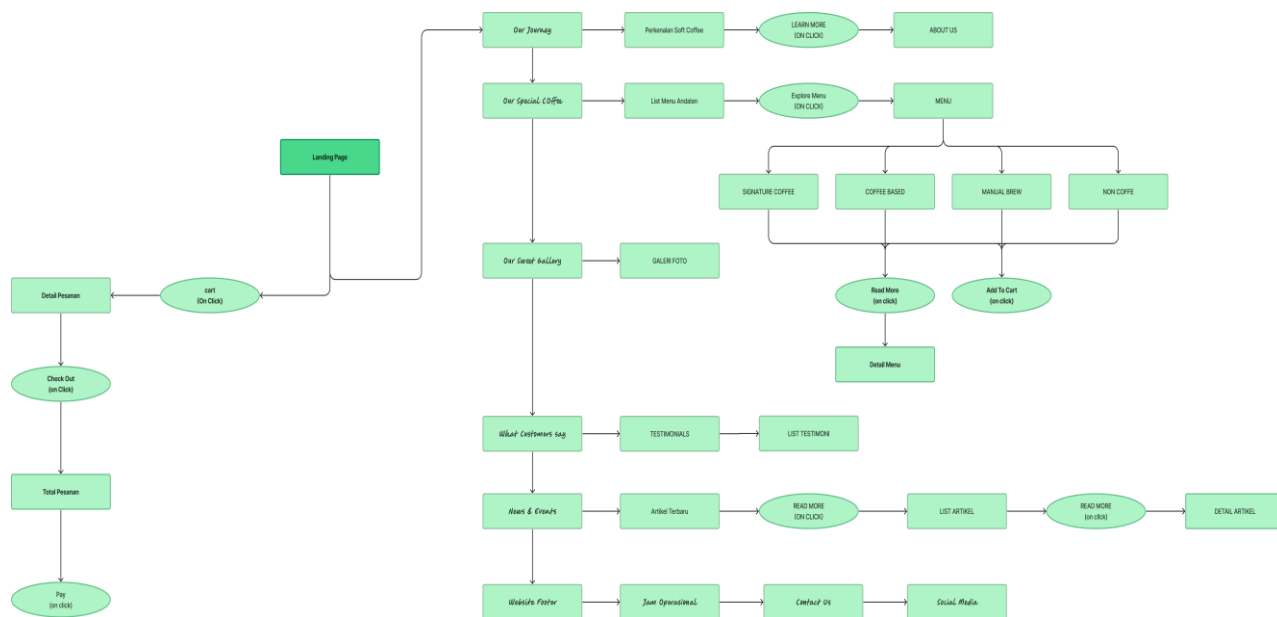 Our Journey
Perkenalan Soft Coffee
LEARN MORE
(ON CLICK)
ABOUT US
Our Special COffee
List Menu Andalan
Explore Menu
(ON CLICK)
MENU
Landing Page
SIGNATURE COFFEE
COFFEE BASED
MANUAL BREW
NON COFFE
Our Sweet Gallery
GALERI FOTO
Detail Pesanan
cart
(On Click)
Read More
(on click)
Add To Cart
(on click)
Detail Menu
Check Out
(on Click)
What Customers say
TESTIMONIALS
LIST TESTIMONI
Total Pesanan
News & Events
Artikel Terbaru
READ MORE
(ON CLICK)
LIST ARTIKEL
READ MORE
(on click)
DETAIL ARTIKEL
Pay
(on click)
Website Footer
Jam Operasional
Contact Us
Social Media